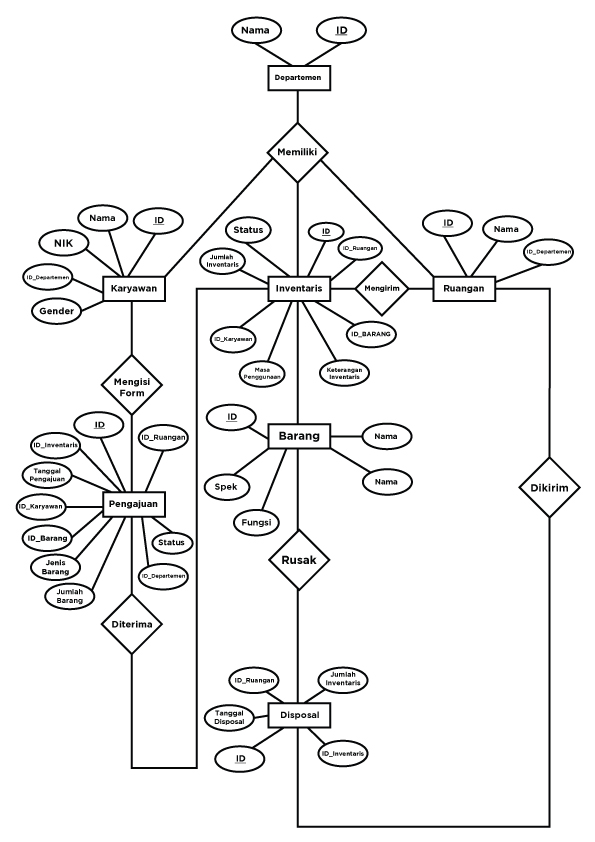 Nama
ID
Departemen
Memiliki
Nama
ID
NIK
ID_Departemen
Gender
Karyawan
Status
ID
Jumlah
Inventaris
ID_Ruangan
Inventaris
Mengirim
ID_Karyawan
ID_BARANG
Masa
Penggunaan
Keterangan
Inventaris
ID
Nama
ID_Departemen
Ruangan
Mengisi
Form
ID
ID_Ruangan
ID_Inventaris
Tanggal
Pengajuan
ID_Karyawan
Pengajuan
ID_Barang
Status
Jenis
Barang
ID_Departemen
Jumlah
Barang
Diterima
ID
Barang
Nama
Spek
Nama
Fungsi
Rusak
Dikirim
ID_Ruangan
Jumlah
Inventaris
Tanggal
Disposal
Disposal
ID
ID_Inventaris